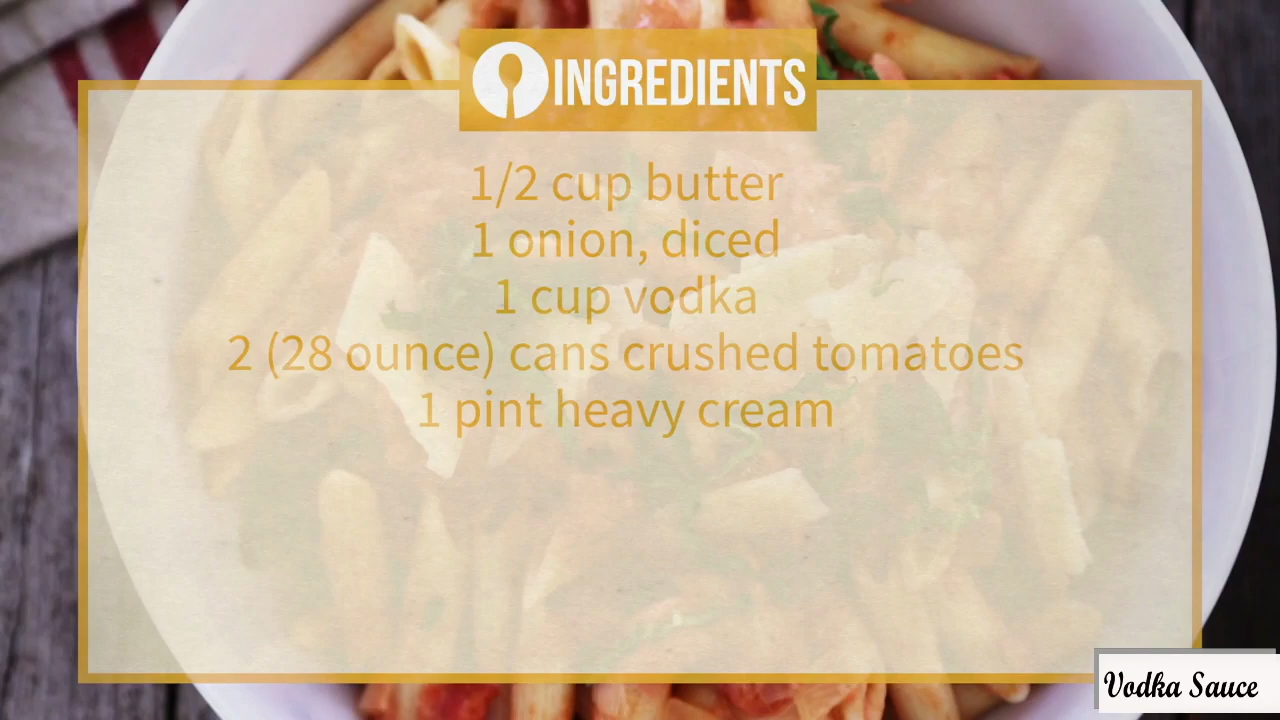 INGREDIENTS
1/2 cup butter
1 onion, diced
1 cup vodka
2 (28 ounce) cans crushed tomatoes
1 pint heavy cream
Vodka Sauce